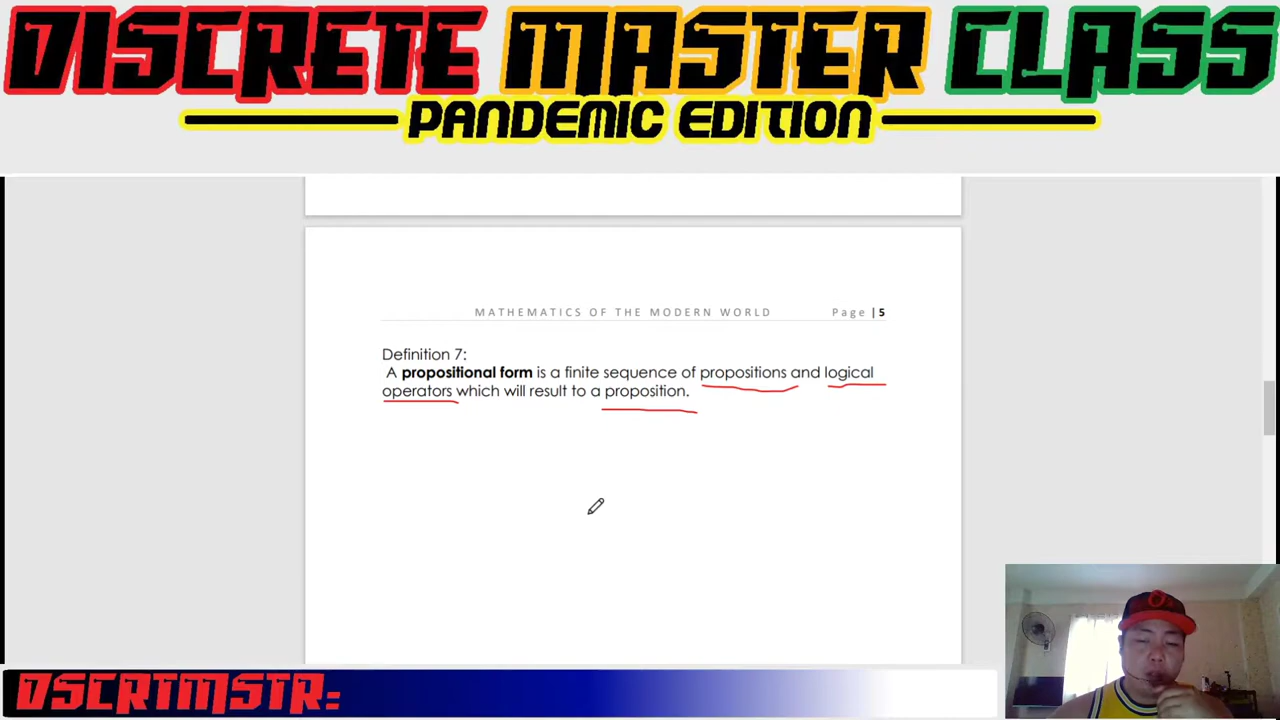 DISCRETE MASTER CLASS
PANDEMIC EDITION
MATHEMATICS OF THE MODERN WORLD Page | 5
Definition 7:
A propositional form is a finite sequence of propositions and logical
operators which will result to a proposition.
DSCRTMSTR: